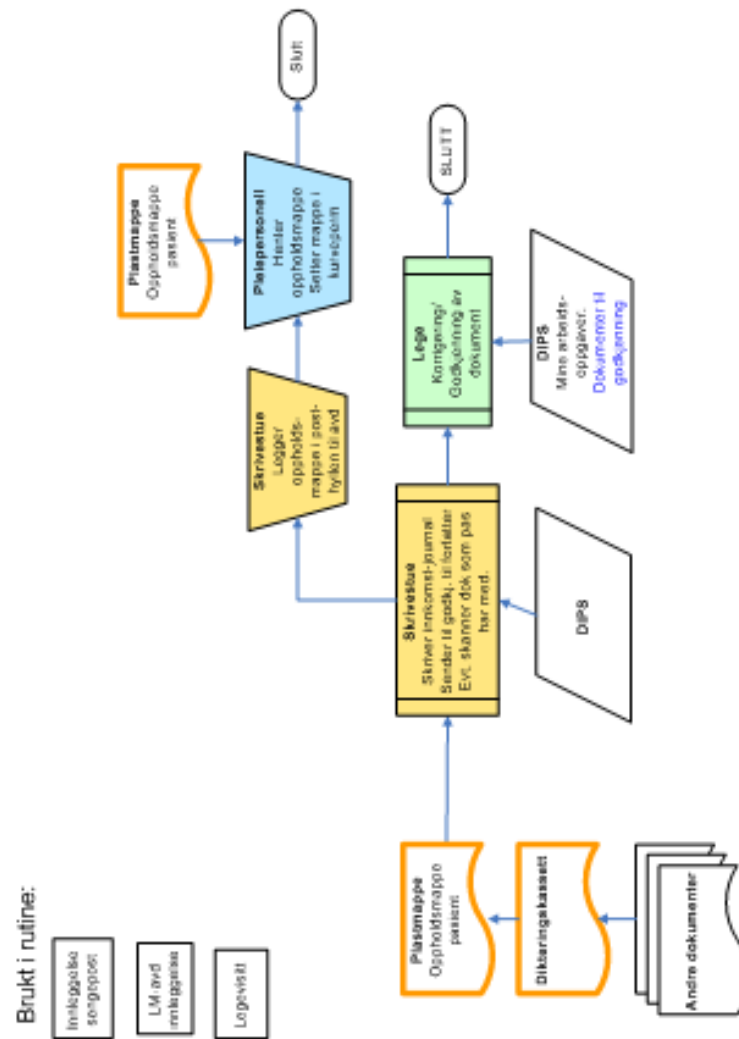 Brukt i rutine:
Innleggelse
sengepost
LM-avd
innleggelse
Legevisitt
Plastmappe
Oppholdsmappe
pasient
Dikteringskassett
Andre dokumenter
Skrivestue
Skriver innkomst-journal
Sender til godkj. til forfatter
Evt. skanner dok som pas
har med.
DIPS
Skrivestue
Legger
oppholds-
mappe i post-
hyllen til avd
Plastmappe
Oppholdsmappe
pasient
Pleiepersonell
Henter
oppholdsmappe
Setter mappe i
kurveperm
Slutt
Lege
Korrigering/
Godkjenning av
dokument
DIPS
Mine arbeids-
oppgaver.
Dokumenter til
godkjenning
SLUTT